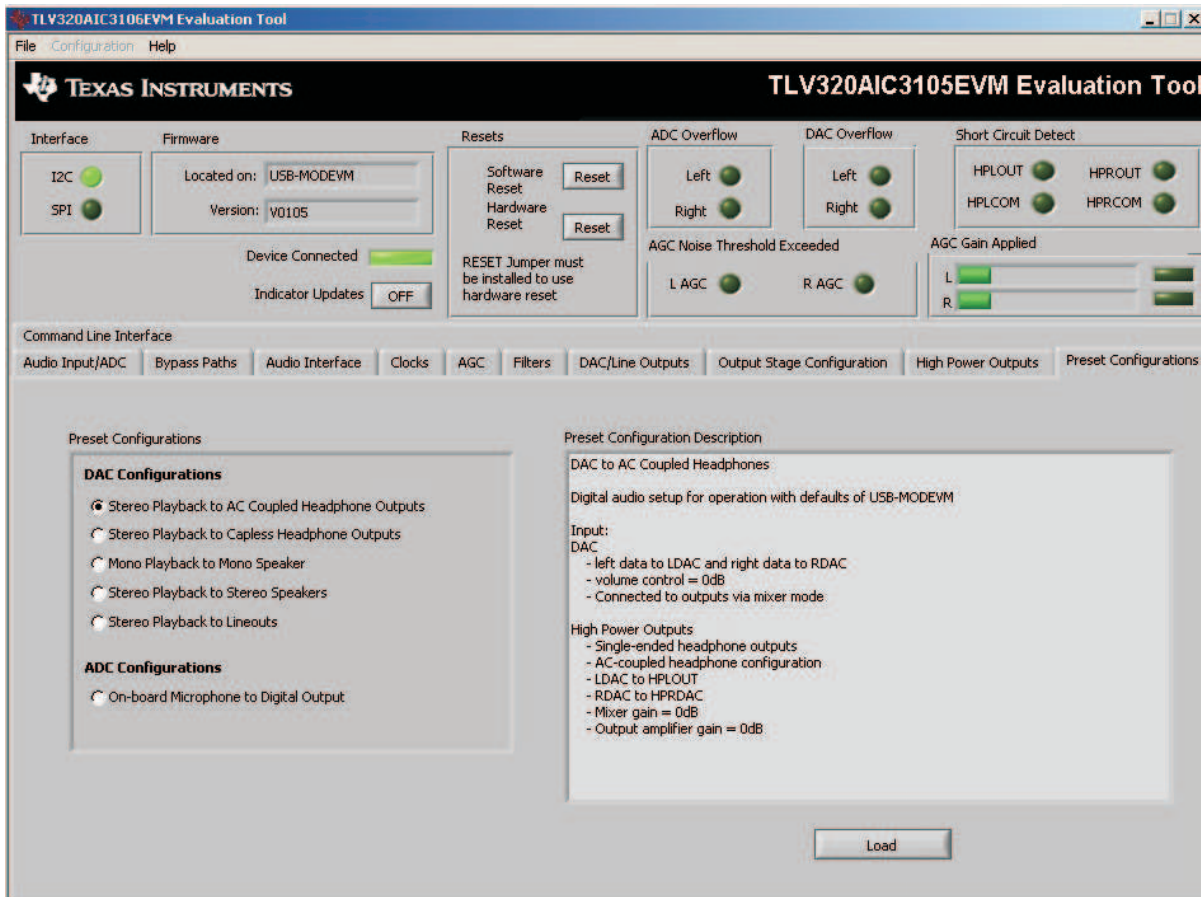 TLV320AIC3106EVM Evaluation Tool
File Configuration Help
TEXAS INSTRUMENTS
TLV320AIC3105EVM Evaluation Tool
Interface
I2C
SPI
Firmware
Located on: USB-MODEVM
Version: V0105
Device Connected
Indicator Updates OFF
Resets
Software Reset Reset
Hardware Reset Reset
RESET Jumper must
be installed to use
hardware reset
ADC Overflow
Left
Right
DAC Overflow
Left
Right
Short Circuit Detect
HPLOUT HPROUT
HPLCOM HPRCOM
AGC Noise Threshold Exceeded
L AGC R AGC
AGC Gain Applied
L
R
Command Line Interface
Audio Input/ADC Bypass Paths Audio Interface Clocks AGC Filters DAC/Line Outputs Output Stage Configuration High Power Outputs Preset Configurations
Preset Configurations
DAC Configurations
Stereo Playback to AC Coupled Headphone Outputs
Stereo Playback to Capless Headphone Outputs
Mono Playback to Mono Speaker
Stereo Playback to Stereo Speakers
Stereo Playback to Lineouts
ADC Configurations
On-board Microphone to Digital Output
Preset Configuration Description
DAC to AC Coupled Headphones
Digital audio setup for operation with defaults of USB-MODEVM
Input:
DAC
- left data to LDAC and right data to RDAC
- volume control = 0dB
- Connected to outputs via mixer mode
High Power Outputs
- Single-ended headphone outputs
- AC-coupled headphone configuration
- LDAC to HPLOUT
- RDAC to HPRDAC
- Mixer gain = 0dB
- Output amplifier gain = 0dB
Load